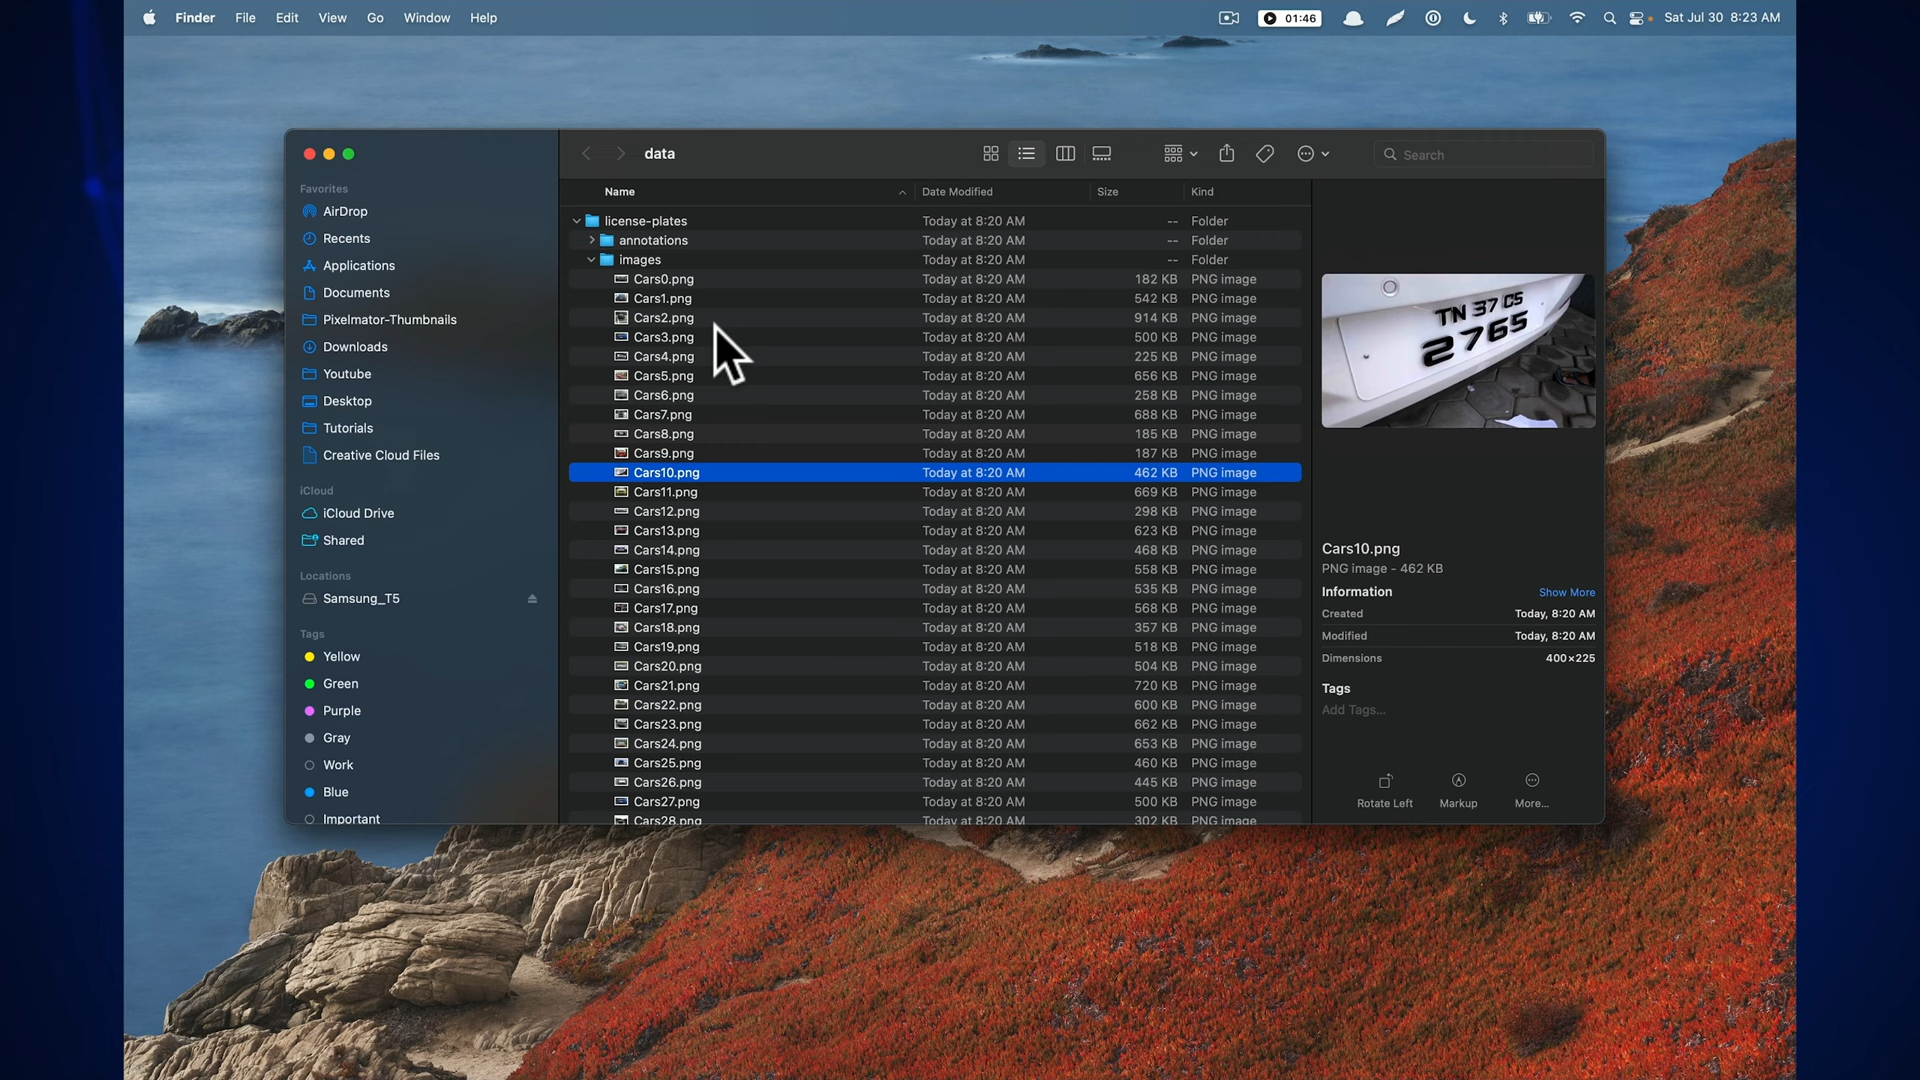 Finder File Edit View Go Window Help 01:46 Sat Jul 30 8:23 AM
data Search
Favorites
AirDrop
Recents
Applications
Documents
Pixelmator-Thumbnails
Downloads
Youtube
Desktop
Tutorials
Creative Cloud Files
iCloud
iCloud Drive
Shared
Locations
Samsung_T5
Tags
Yellow
Green
Purple
Gray
Work
Blue
Important
Name Date Modified Size Kind
license-plates Today at 8:20 AM -- Folder
annotations Today at 8:20 AM -- Folder
images Today at 8:20 AM -- Folder
Cars0.png Today at 8:20 AM 182 KB PNG image
Cars1.png Today at 8:20 AM 542 KB PNG image
Cars2.png Today at 8:20 AM 914 KB PNG image
Cars3.png Today at 8:20 AM 500 KB PNG image
Cars4.png Today at 8:20 AM 225 KB PNG image
Cars5.png Today at 8:20 AM 656 KB PNG image
Cars6.png Today at 8:20 AM 258 KB PNG image
Cars7.png Today at 8:20 AM 688 KB PNG image
Cars8.png Today at 8:20 AM 185 KB PNG image
Cars9.png Today at 8:20 AM 187 KB PNG image
Cars10.png Today at 8:20 AM 462 KB PNG image
Cars11.png Today at 8:20 AM 669 KB PNG image
Cars12.png Today at 8:20 AM 298 KB PNG image
Cars13.png Today at 8:20 AM 623 KB PNG image
Cars14.png Today at 8:20 AM 468 KB PNG image
Cars15.png Today at 8:20 AM 558 KB PNG image
Cars16.png Today at 8:20 AM 535 KB PNG image
Cars17.png Today at 8:20 AM 568 KB PNG image
Cars18.png Today at 8:20 AM 357 KB PNG image
Cars19.png Today at 8:20 AM 518 KB PNG image
Cars20.png Today at 8:20 AM 504 KB PNG image
Cars21.png Today at 8:20 AM 720 KB PNG image
Cars22.png Today at 8:20 AM 600 KB PNG image
Cars23.png Today at 8:20 AM 662 KB PNG image
Cars24.png Today at 8:20 AM 653 KB PNG image
Cars25.png Today at 8:20 AM 460 KB PNG image
Cars26.png Today at 8:20 AM 445 KB PNG image
Cars27.png Today at 8:20 AM 500 KB PNG image
Cars28.png Today at 8:20 AM 302 KB PNG image
TN 37 CS
2765
Cars10.png
PNG image - 462 KB
Information Show More
Created Today, 8:20 AM
Modified Today, 8:20 AM
Dimensions 400×225
Tags
Add Tags...
Rotate Left Markup More...